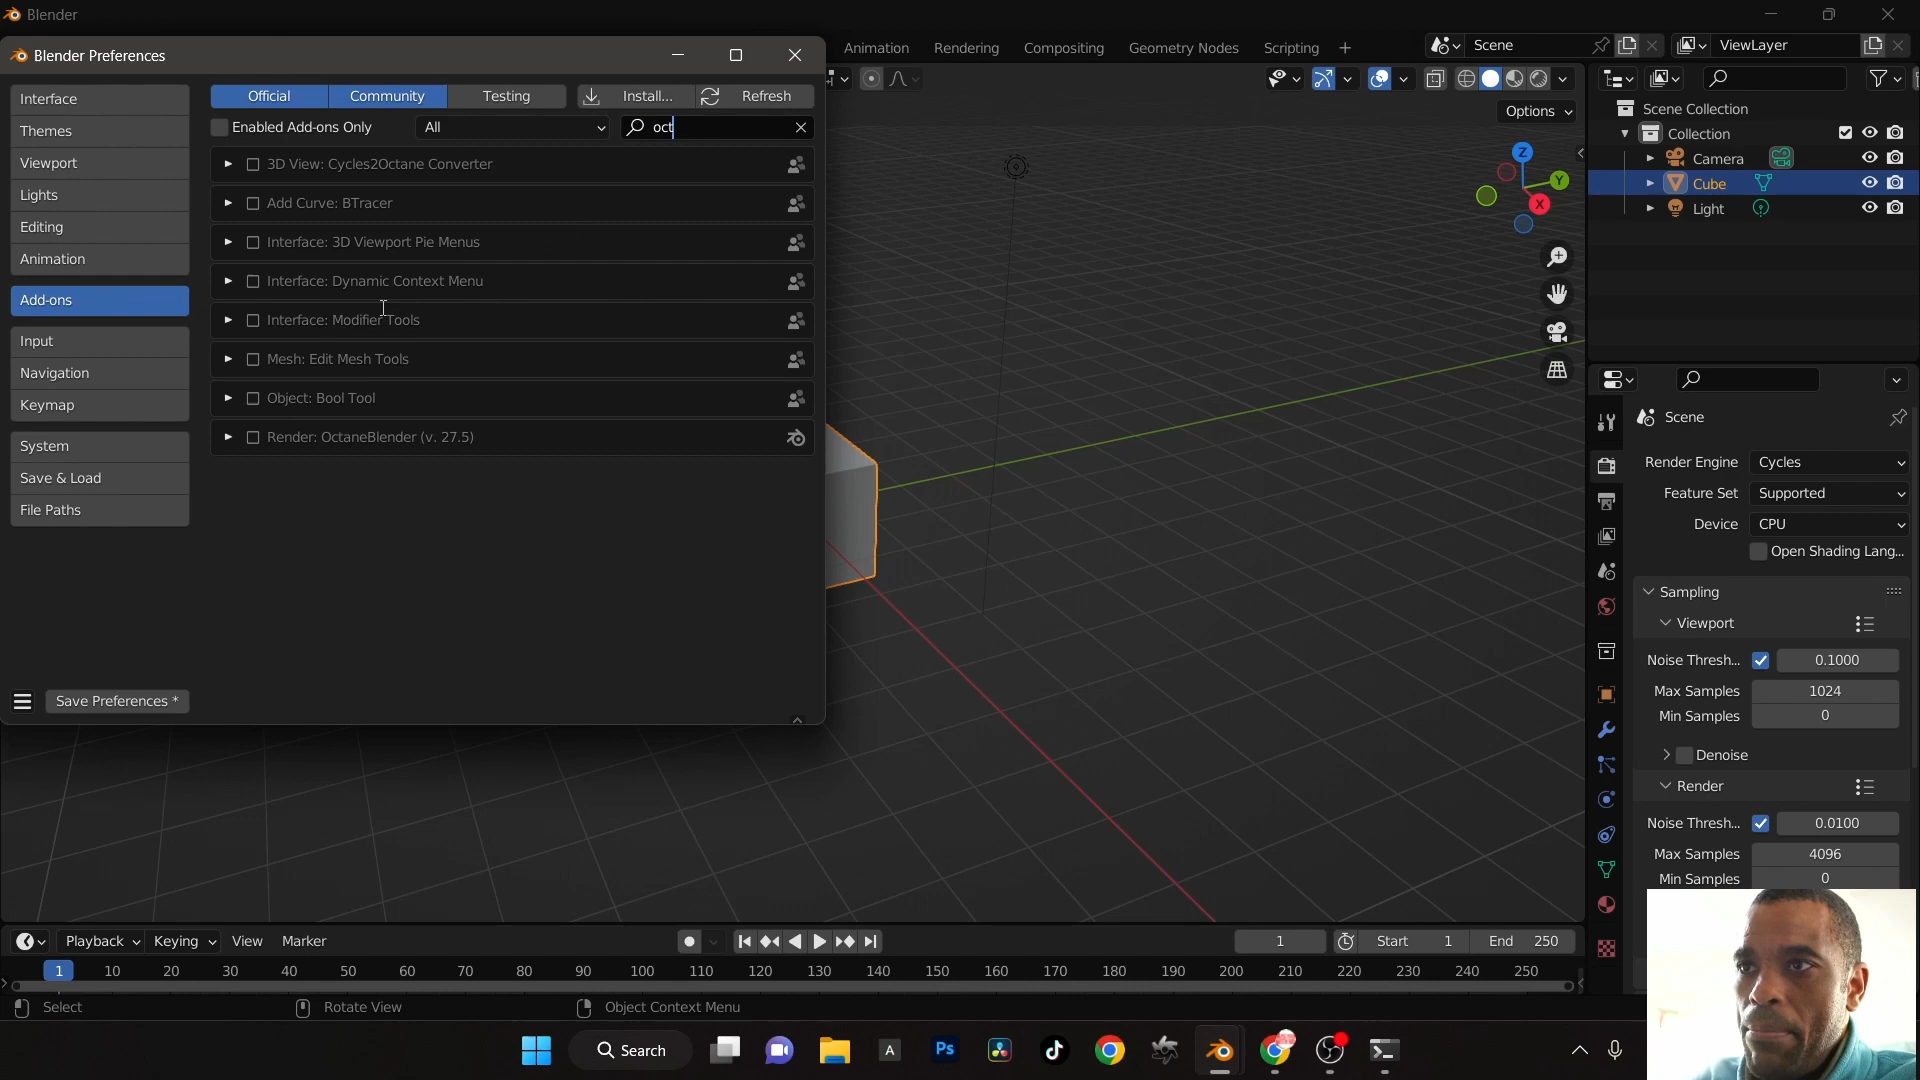 Blender
Blender Preferences
Animation
Rendering
Compositing
Geometry Nodes
Scripting
Scene
ViewLayer
Interface
Themes
Viewport
Lights
Editing
Animation
Add-ons
Input
Navigation
Keymap
System
Save & Load
File Paths
Save Preferences *
Official
Community
Testing
Install...
Refresh
Enabled Add-ons Only
All
oct
3D View: Cycles2Octane Converter
Add Curve: BTracer
Interface: 3D Viewport Pie Menus
Interface: Dynamic Context Menu
Interface: Modifier Tools
Mesh: Edit Mesh Tools
Object: Bool Tool
Render: OctaneBlender (v. 27.5)
Options
Z
Y
X
Scene Collection
Collection
Camera
Cube
Light
Scene
Render Engine Cycles
Feature Set Supported
Device CPU
Open Shading Lang...
Sampling
Viewport
Noise Thresh... 0.1000
Max Samples 1024
Min Samples 0
Denoise
Render
Noise Thresh... 0.0100
Max Samples 4096
Min Samples 0
Playback Keying View Marker
1 Start 1 End 250
1 10 20 30 40 50 60 70 80 90 100 110 120 130 140 150 160 170 180 190 200 210 220 230 240 250
Select Rotate View Object Context Menu
Search
A
Ps